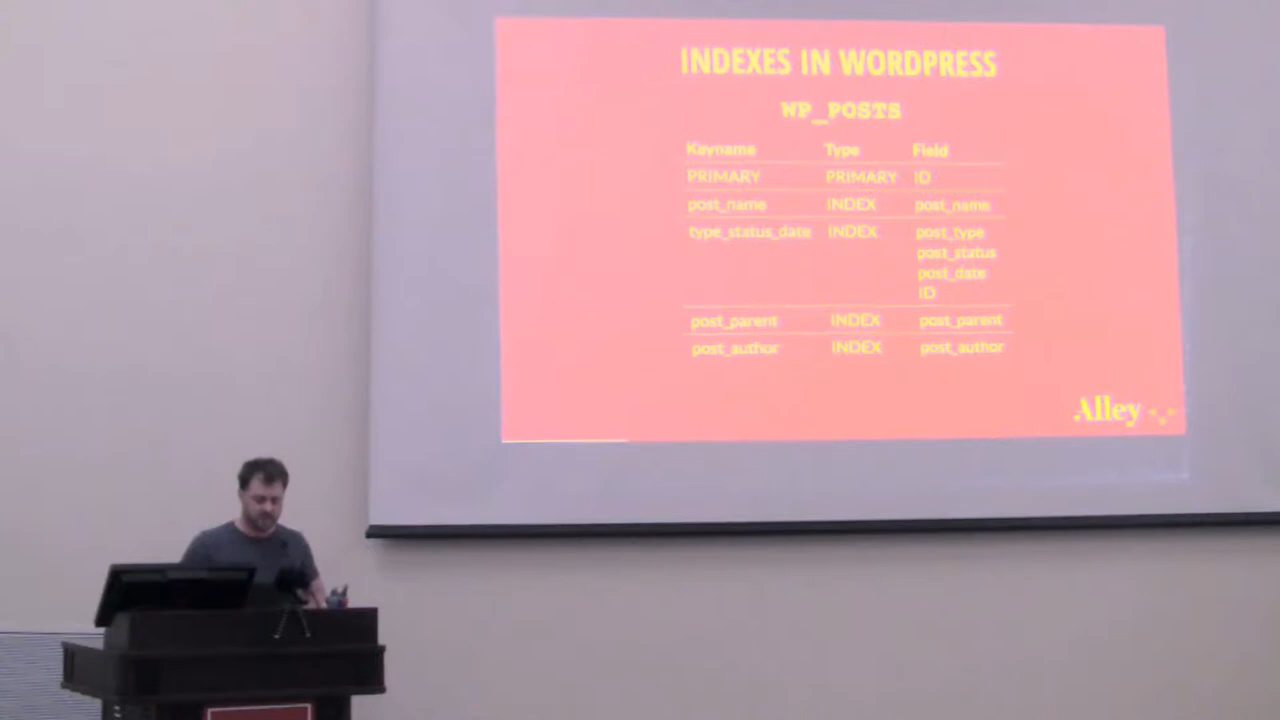 INDEXES IN WORDPRESS
WP_POSTS
Keyname Type Field
PRIMARY PRIMARY ID
post_name INDEX post_name
type_status_date INDEX post_type
post_status
post_date
ID
post_parent INDEX post_parent
post_author INDEX post_author
Alley